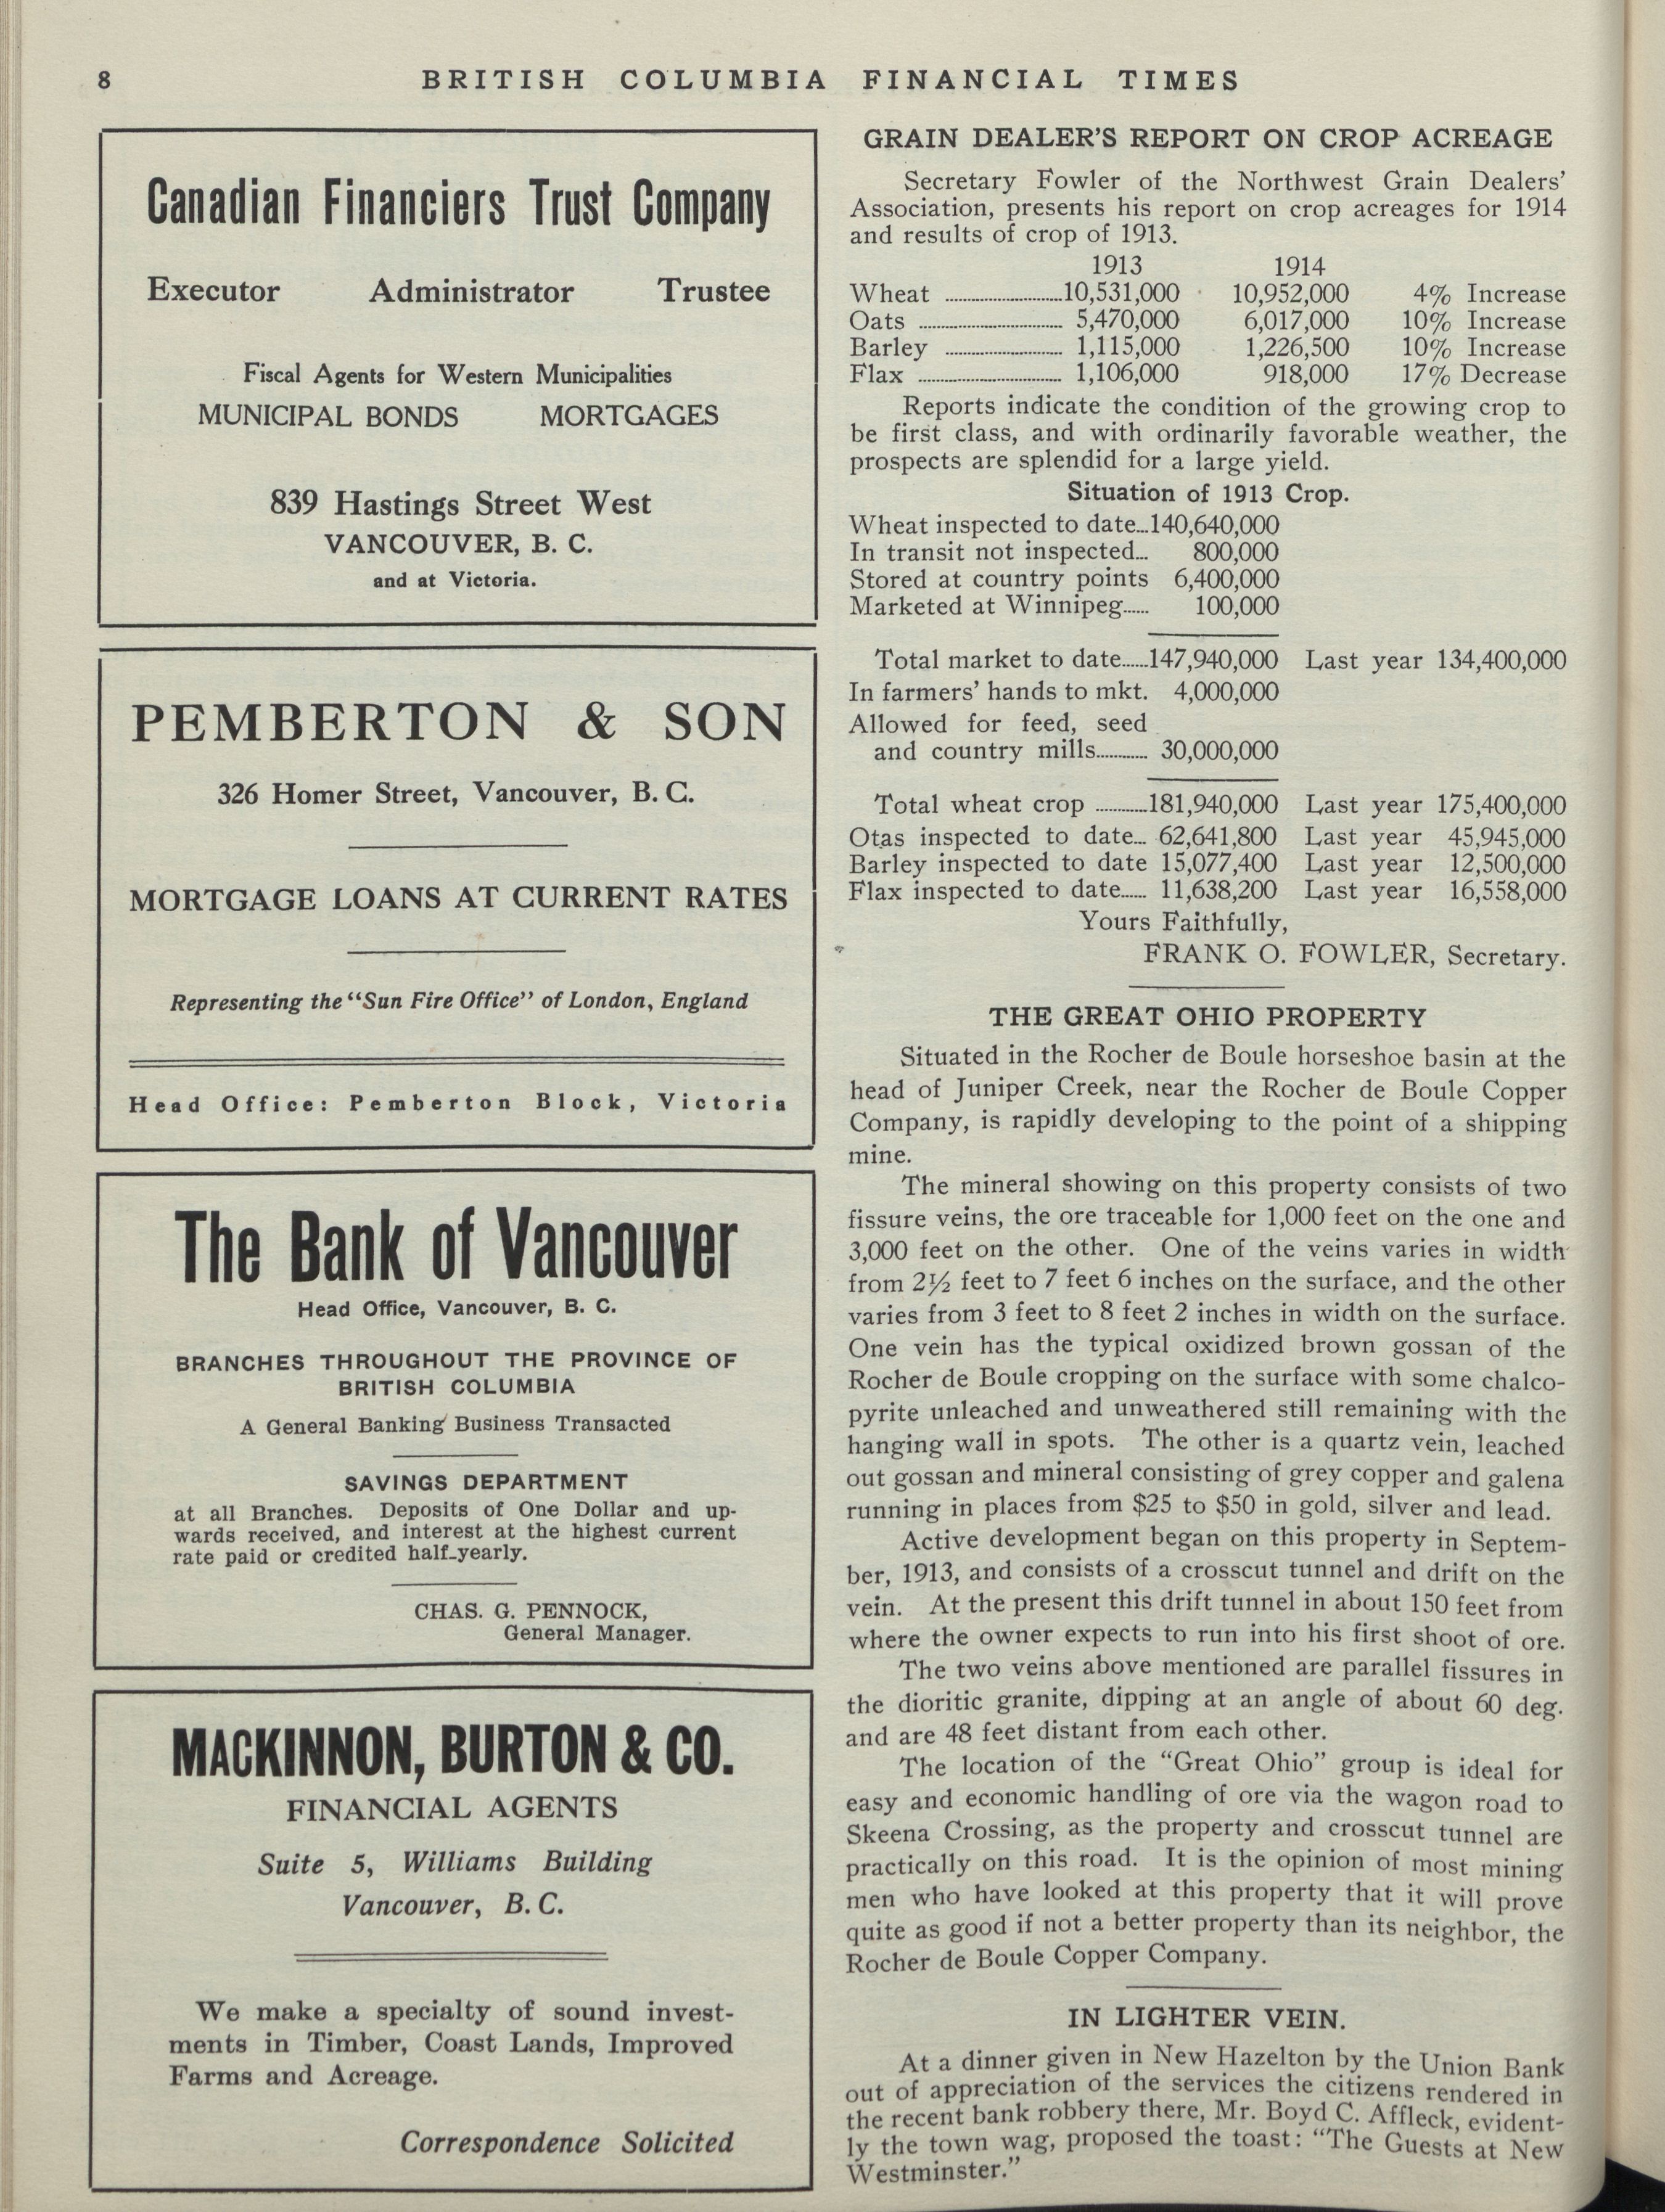 8
BRITISH COLUMBIA FINANCIAL TIMES
Canadian Financiers Trust Company
Executor Administrator Trustee
Fiscal Agents for Western Municipalities
MUNICIPAL BONDS MORTGAGES
839 Hastings Street West
VANCOUVER, B. C.
and at Victoria.
PEMBERTON & SON
326 Homer Street, Vancouver, B. C.
MORTGAGE LOANS AT CURRENT RATES
Representing the "Sun Fire Office" of London, England
Head Office: Pemberton Block, Victoria
The Bank of Vancouver
Head Office, Vancouver, B. C.
BRANCHES THROUGHOUT THE PROVINCE OF
BRITISH COLUMBIA
A General Banking Business Transacted
SAVINGS DEPARTMENT
at all Branches. Deposits of One Dollar and up-
wards received, and interest at the highest current
rate paid or credited half-yearly.
CHAS. G. PENNOCK,
General Manager.
MACKINNON, BURTON & CO.
FINANCIAL AGENTS
Suite 5, Williams Building
Vancouver, B. C.
We make a specialty of sound invest-
ments in Timber, Coast Lands, Improved
Farms and Acreage.
Correspondence Solicited
GRAIN DEALER'S REPORT ON CROP ACREAGE
Secretary Fowler of the Northwest Grain Dealers'
Association, presents his report on crop acreages for 1914
and results of crop of 1913.
1913 1914
Wheat ........................10,531,000 10,952,000 4% Increase
Oats ............................. 5,470,000 6,017,000 10% Increase
Barley ........................ 1,115,000 1,226,500 10% Increase
Flax ............................. 1,106,000 918,000 17% Decrease
Reports indicate the condition of the growing crop to
be first class, and with ordinarily favorable weather, the
prospects are splendid for a large yield.
Situation of 1913 Crop.
Wheat inspected to date...140,640,000
In transit not inspected... 800,000
Stored at country points 6,400,000
Marketed at Winnipeg...... 100,000
Total market to date......147,940,000 Last year 134,400,000
In farmers' hands to mkt. 4,000,000
Allowed for feed, seed
and country mills........... 30,000,000
Total wheat crop ...........181,940,000 Last year 175,400,000
Otas inspected to date... 62,641,800 Last year 45,945,000
Barley inspected to date 15,077,400 Last year 12,500,000
Flax inspected to date...... 11,638,200 Last year 16,558,000
Yours Faithfully,
FRANK O. FOWLER, Secretary.
THE GREAT OHIO PROPERTY
Situated in the Rocher de Boule horseshoe basin at the
head of Juniper Creek, near the Rocher de Boule Copper
Company, is rapidly developing to the point of a shipping
mine.
The mineral showing on this property consists of two
fissure veins, the ore traceable for 1,000 feet on the one and
3,000 feet on the other. One of the veins varies in width
from 2½ feet to 7 feet 6 inches on the surface, and the other
varies from 3 feet to 8 feet 2 inches in width on the surface.
One vein has the typical oxidized brown gossan of the
Rocher de Boule cropping on the surface with some chalco-
pyrite unleached and unweathered still remaining with the
hanging wall in spots. The other is a quartz vein, leached
out gossan and mineral consisting of grey copper and galena
running in places from $25 to $50 in gold, silver and lead.
Active development began on this property in Septem-
ber, 1913, and consists of a crosscut tunnel and drift on the
vein. At the present this drift tunnel in about 150 feet from
where the owner expects to run into his first shoot of ore.
The two veins above mentioned are parallel fissures in
the dioritic granite, dipping at an angle of about 60 deg.
and are 48 feet distant from each other.
The location of the "Great Ohio" group is ideal for
easy and economic handling of ore via the wagon road to
Skeena Crossing, as the property and crosscut tunnel are
practically on this road. It is the opinion of most mining
men who have looked at this property that it will prove
quite as good if not a better property than its neighbor, the
Rocher de Boule Copper Company.
IN LIGHTER VEIN.
At a dinner given in New Hazelton by the Union Bank
out of appreciation of the services the citizens rendered in
the recent bank robbery there, Mr. Boyd C. Affleck, evident-
ly the town wag, proposed the toast: "The Guests at New
Westminster."